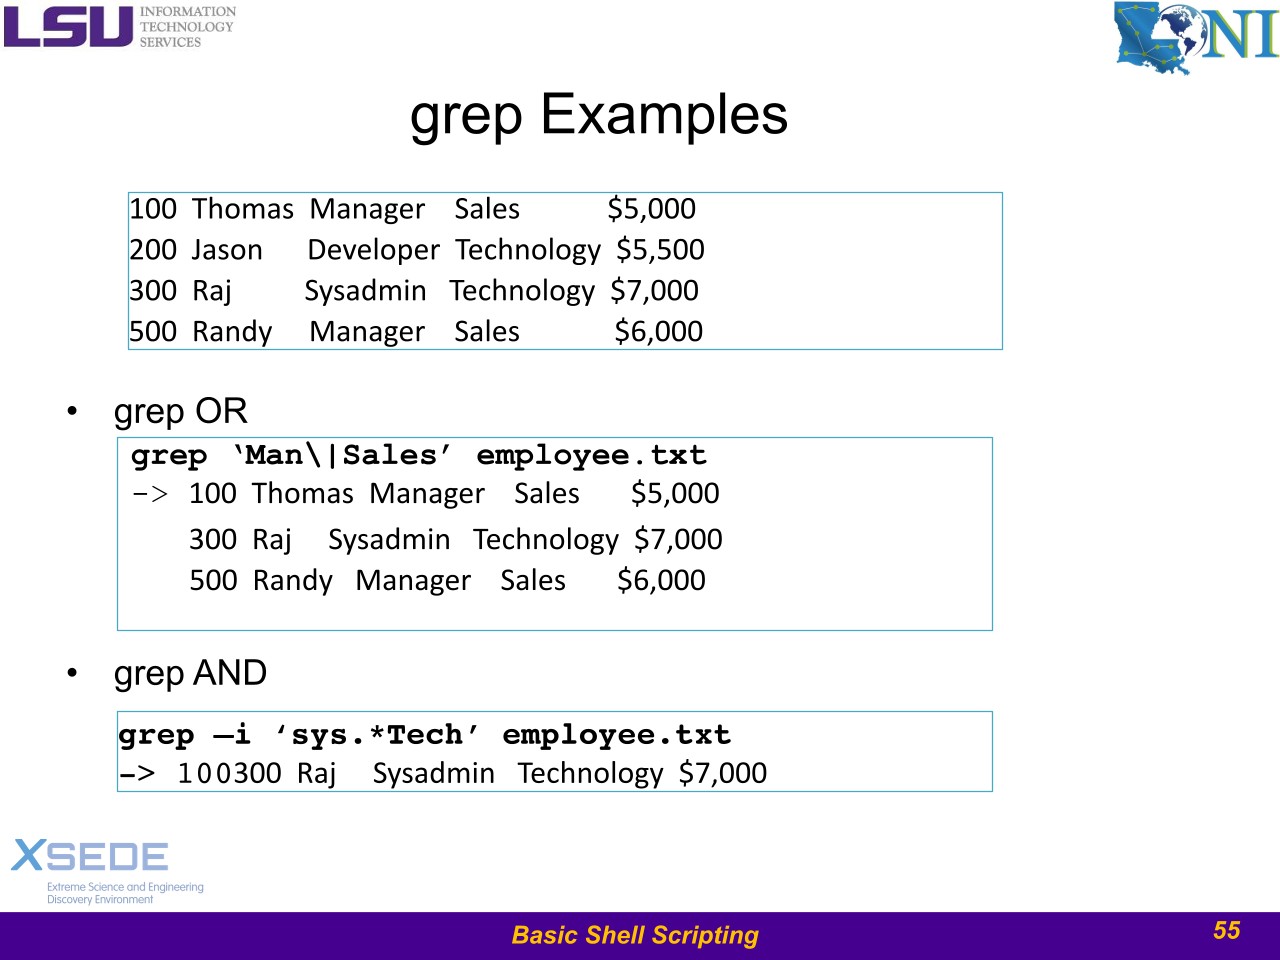 LSU INFORMATION
TECHNOLOGY
SERVICES
LONI
grep Examples
100 Thomas Manager Sales $5,000
200 Jason Developer Technology $5,500
300 Raj Sysadmin Technology $7,000
500 Randy Manager Sales $6,000
• grep OR
grep ‘Man\|Sales’ employee.txt
-> 100 Thomas Manager Sales $5,000
300 Raj Sysadmin Technology $7,000
500 Randy Manager Sales $6,000
• grep AND
grep –i ‘sys.*Tech’ employee.txt
-> 100300 Raj Sysadmin Technology $7,000
XSEDE
Extreme Science and Engineering
Discovery Environment
Basic Shell Scripting
55